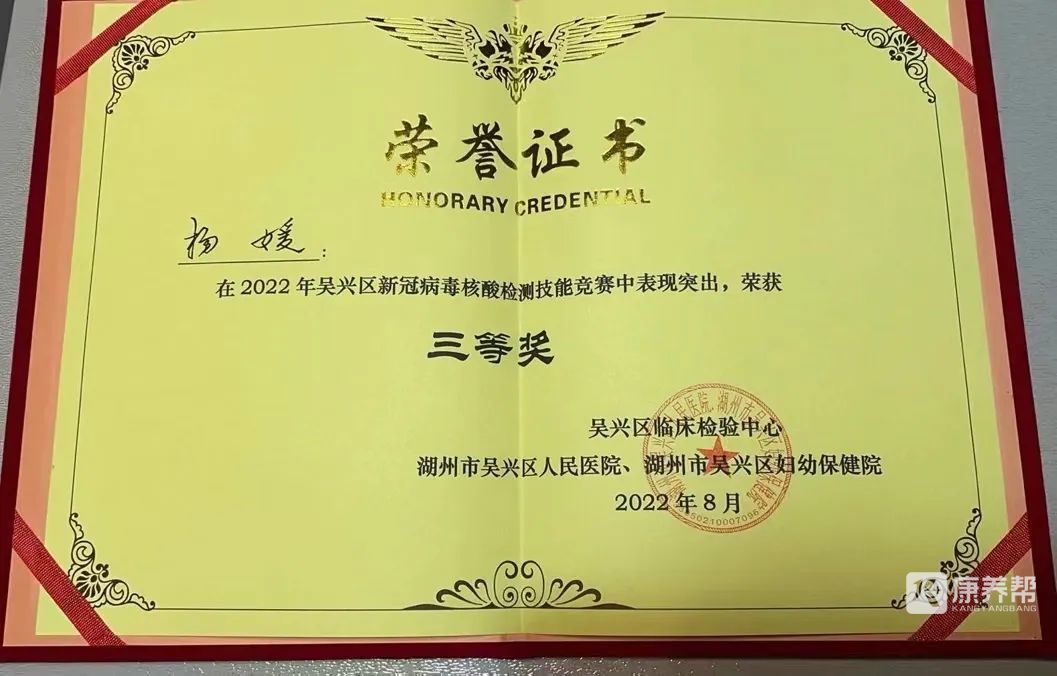 荣誉证书
HONORARY CREDENTIAL
杨 媛：
在2022年吴兴区新冠病毒核酸检测技能竞赛中表现突出，荣获
三等奖
吴兴区临床检验中心
湖州市吴兴区人民医院、湖州市吴兴区妇幼保健院
2022年8月
康养帮
KANGYANGBANG